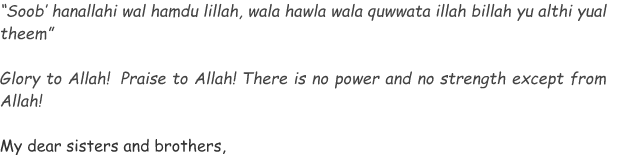 “Soob’ hanallahi wal hamdu lillah, wala hawla wala quwwata illah billah yu althi yual
theem”
Glory to Allah!  Praise to Allah! There is no power and no strength except from
Allah!
My dear sisters and brothers,